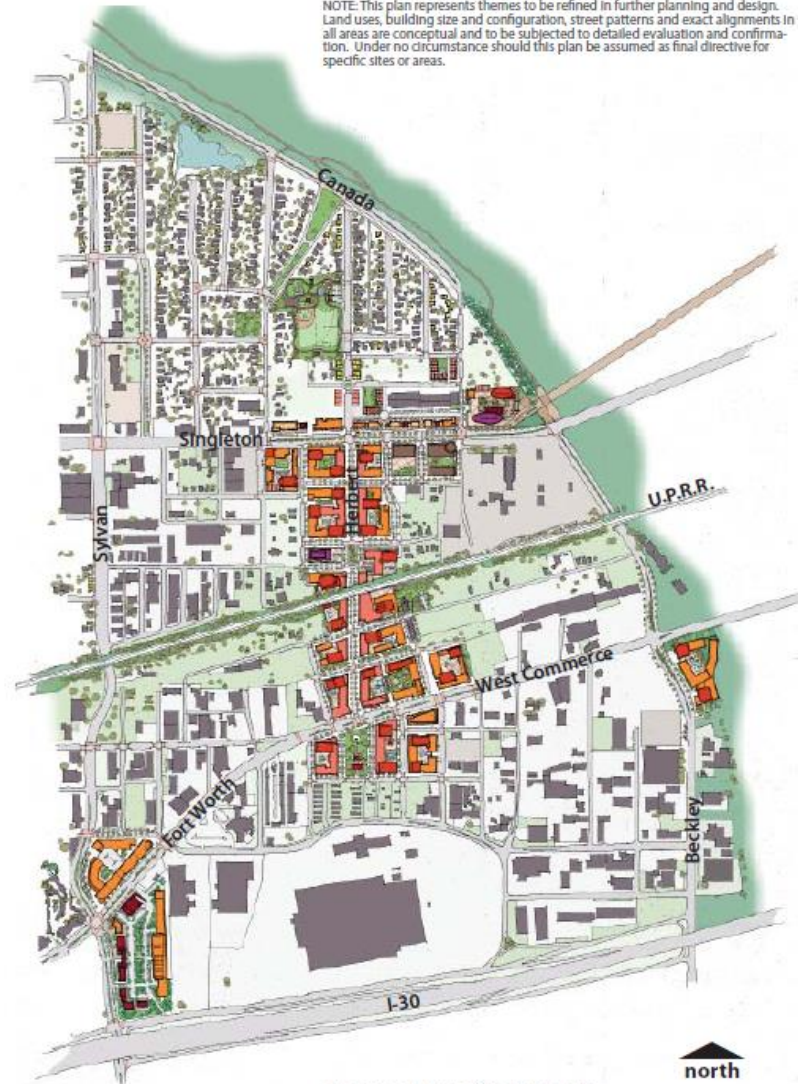 NOTE: This plan represents themes to be refined in further planning and design.
Land uses, building size and configuration, street patterns and exact alignments in
all areas are conceptual and to be subjected to detailed evaluation and confirma-
tion. Under no circumstance should this plan be assumed as final directive for
specific sites or areas.
Canada
Singleton
Herbert
Sylvan
U.P.R.R.
West Commerce
Fort Worth
Beckley
I-30
north